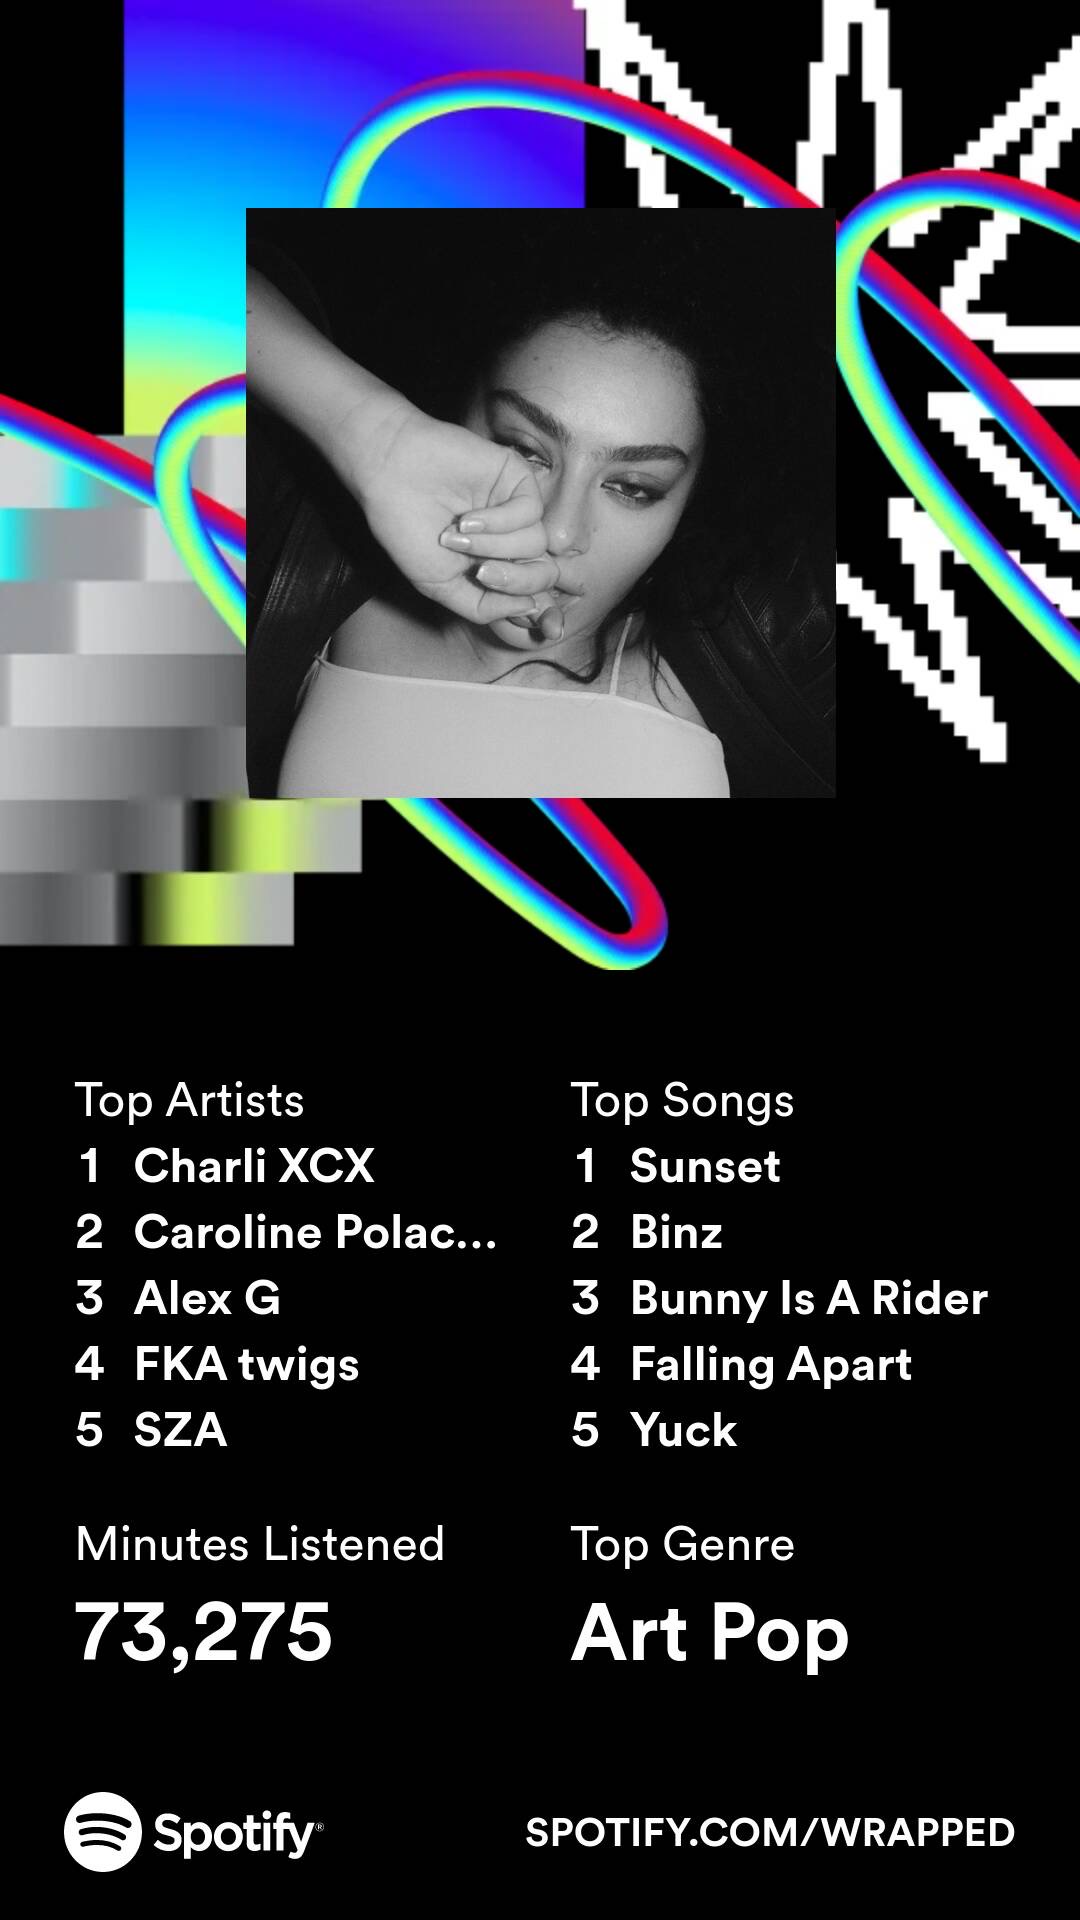 Top Artists
1 Charli XCX
2 Caroline Polac...
3 Alex G
4 FKA twigs
5 SZA
Top Songs
1 Sunset
2 Binz
3 Bunny Is A Rider
4 Falling Apart
5 Yuck
Minutes Listened
73,275
Top Genre
Art Pop
Spotify®
SPOTIFY.COM/WRAPPED